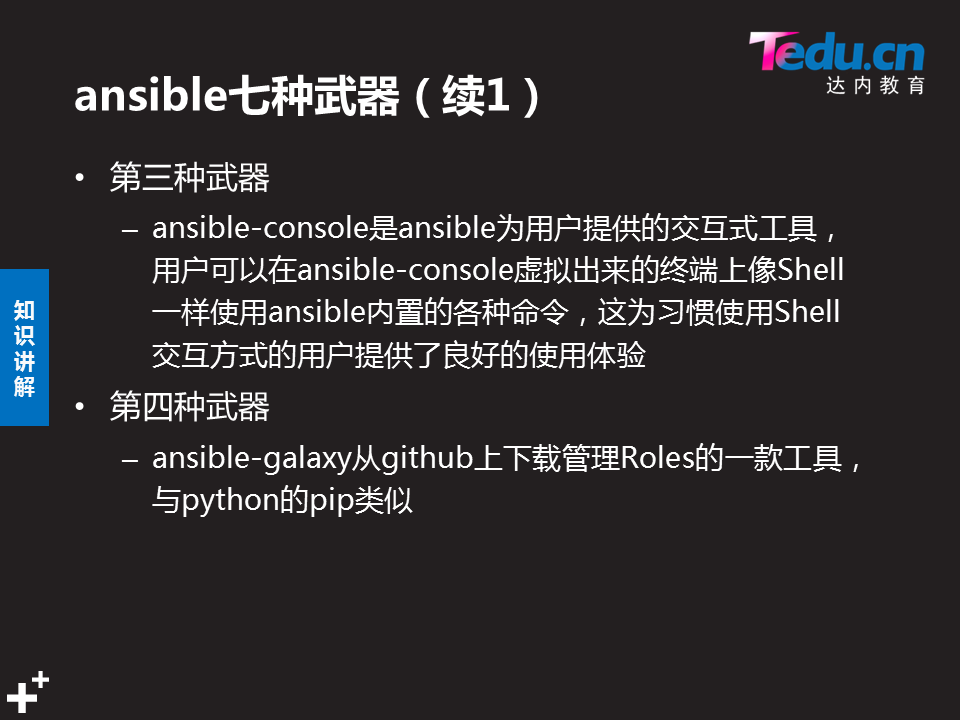 Tedu.cn
达内教育
ansible七种武器（续1）
• 第三种武器
– ansible-console是ansible为用户提供的交互式工具，
用户可以在ansible-console虚拟出来的终端上像Shell
一样使用ansible内置的各种命令，这为习惯使用Shell
交互方式的用户提供了良好的使用体验
• 第四种武器
– ansible-galaxy从github上下载管理Roles的一款工具，
与python的pip类似
知
识
讲
解